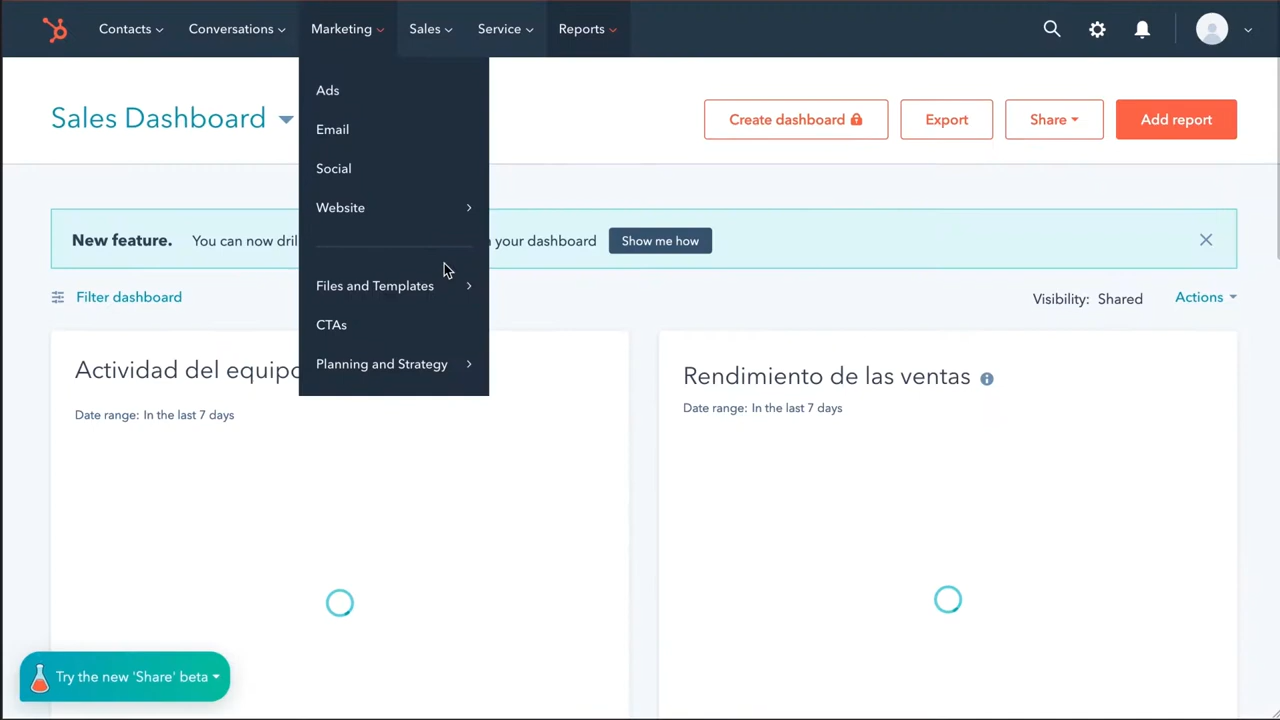 Contacts Conversations Marketing Sales Service Reports
Ads
Email
Social
Website
Files and Templates
CTAs
Planning and Strategy
Sales Dashboard
Create dashboard Export Share Add report
New feature. You can now your dashboard Show me how
Filter dashboard
Visibility: Shared Actions
Actividad del equipo
Date range: In the last 7 days
Rendimiento de las ventas
Date range: In the last 7 days
Try the new 'Share' beta